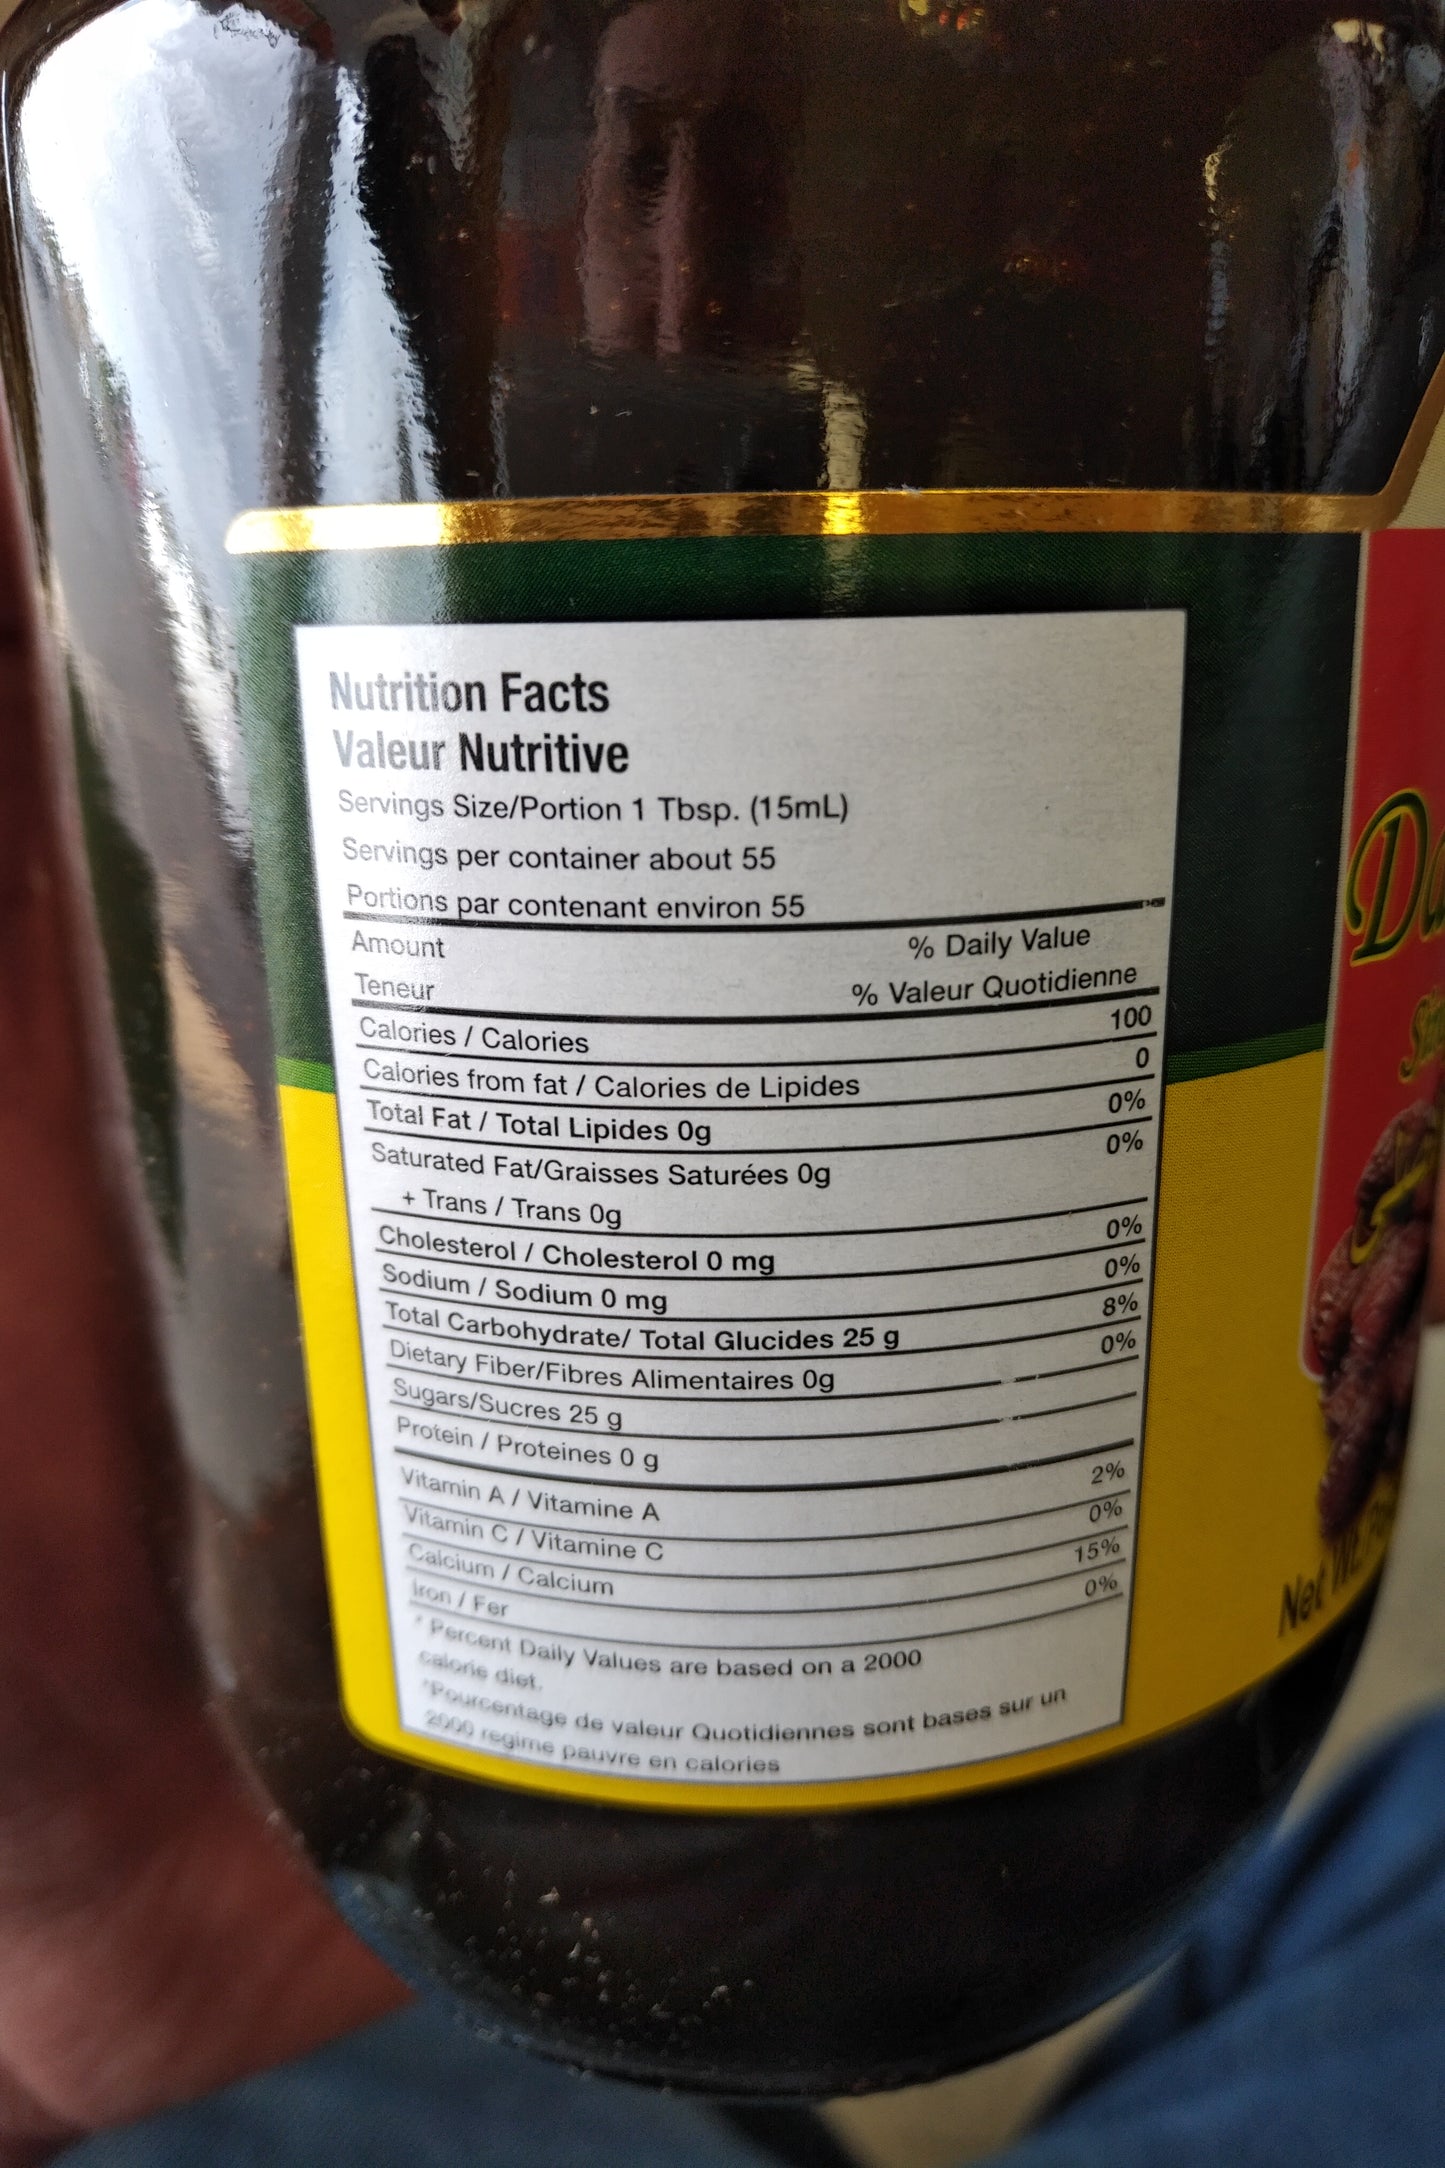 Nutrition Facts
Valeur Nutritive
Servings Size/Portion 1 Tbsp. (15mL)
Servings per container about 55
Portions par contenant environ 55
Amount % Daily Value
Teneur % Valeur Quotidienne
Calories / Calories 100
Calories from fat / Calories de Lipides 0
Total Fat / Total Lipides 0g 0%
Saturated Fat/Graisses Saturées 0g 0%
+ Trans / Trans 0g
Cholesterol / Cholesterol 0 mg 0%
Sodium / Sodium 0 mg 0%
Total Carbohydrate/ Total Glucides 25 g 8%
Dietary Fiber/Fibres Alimentaires 0g 0%
Sugars/Sucres 25 g
Protein / Proteines 0 g
Vitamin A / Vitamine A 2%
Vitamin C / Vitamine C 0%
Calcium / Calcium 15%
Iron / Fer 0%
* Percent Daily Values are based on a 2000
calorie diet.
*Pourcentage de valeur Quotidiennes sont bases sur un
2000 regime pauvre en calories
Net